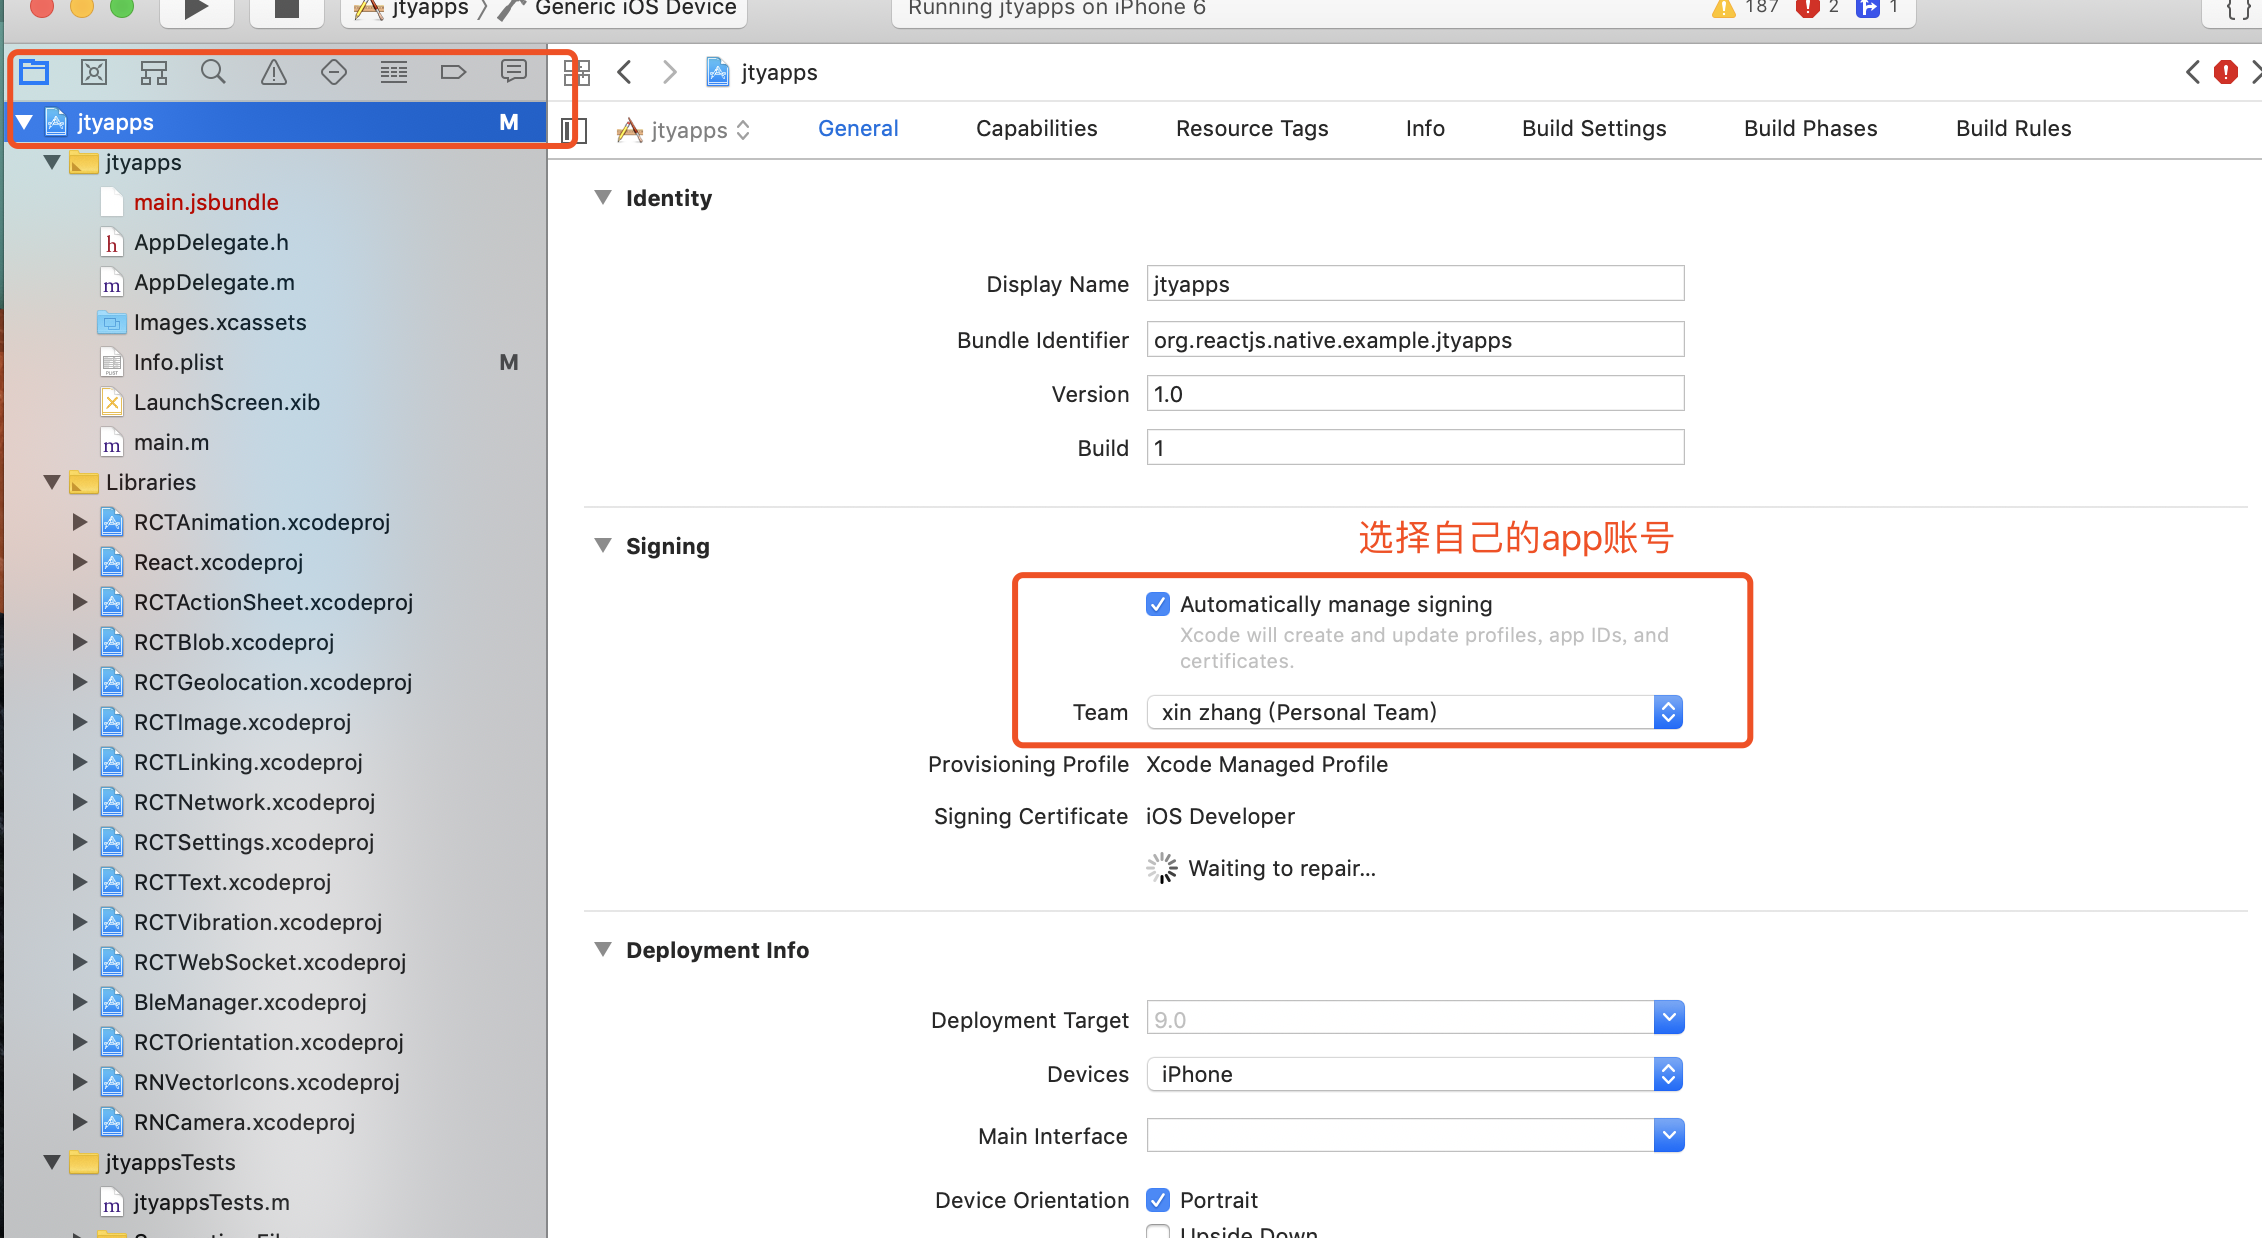 jtyapps
Generic iOS Device
Running jtyapps on iPhone 6
187
2
1
{ }
jtyapps M
jtyapps
main.jsbundle
AppDelegate.h
AppDelegate.m
Images.xcassets
Info.plist M
LaunchScreen.xib
main.m
Libraries
RCTAnimation.xcodeproj
React.xcodeproj
RCTActionSheet.xcodeproj
RCTBlob.xcodeproj
RCTGeolocation.xcodeproj
RCTImage.xcodeproj
RCTLinking.xcodeproj
RCTNetwork.xcodeproj
RCTSettings.xcodeproj
RCTText.xcodeproj
RCTVibration.xcodeproj
RCTWebSocket.xcodeproj
BleManager.xcodeproj
RCTOrientation.xcodeproj
RNVectorIcons.xcodeproj
RNCamera.xcodeproj
jtyappsTests
jtyappsTests.m
jtyapps
jtyapps General Capabilities Resource Tags Info Build Settings Build Phases Build Rules
Identity
Display Name jtyapps
Bundle Identifier org.reactjs.native.example.jtyapps
Version 1.0
Build 1
Signing
选择自己的app账号
Automatically manage signing
Xcode will create and update profiles, app IDs, and
certificates.
Team xin zhang (Personal Team)
Provisioning Profile Xcode Managed Profile
Signing Certificate iOS Developer
Waiting to repair...
Deployment Info
Deployment Target 9.0
Devices iPhone
Main Interface
Device Orientation Portrait
Upside Down